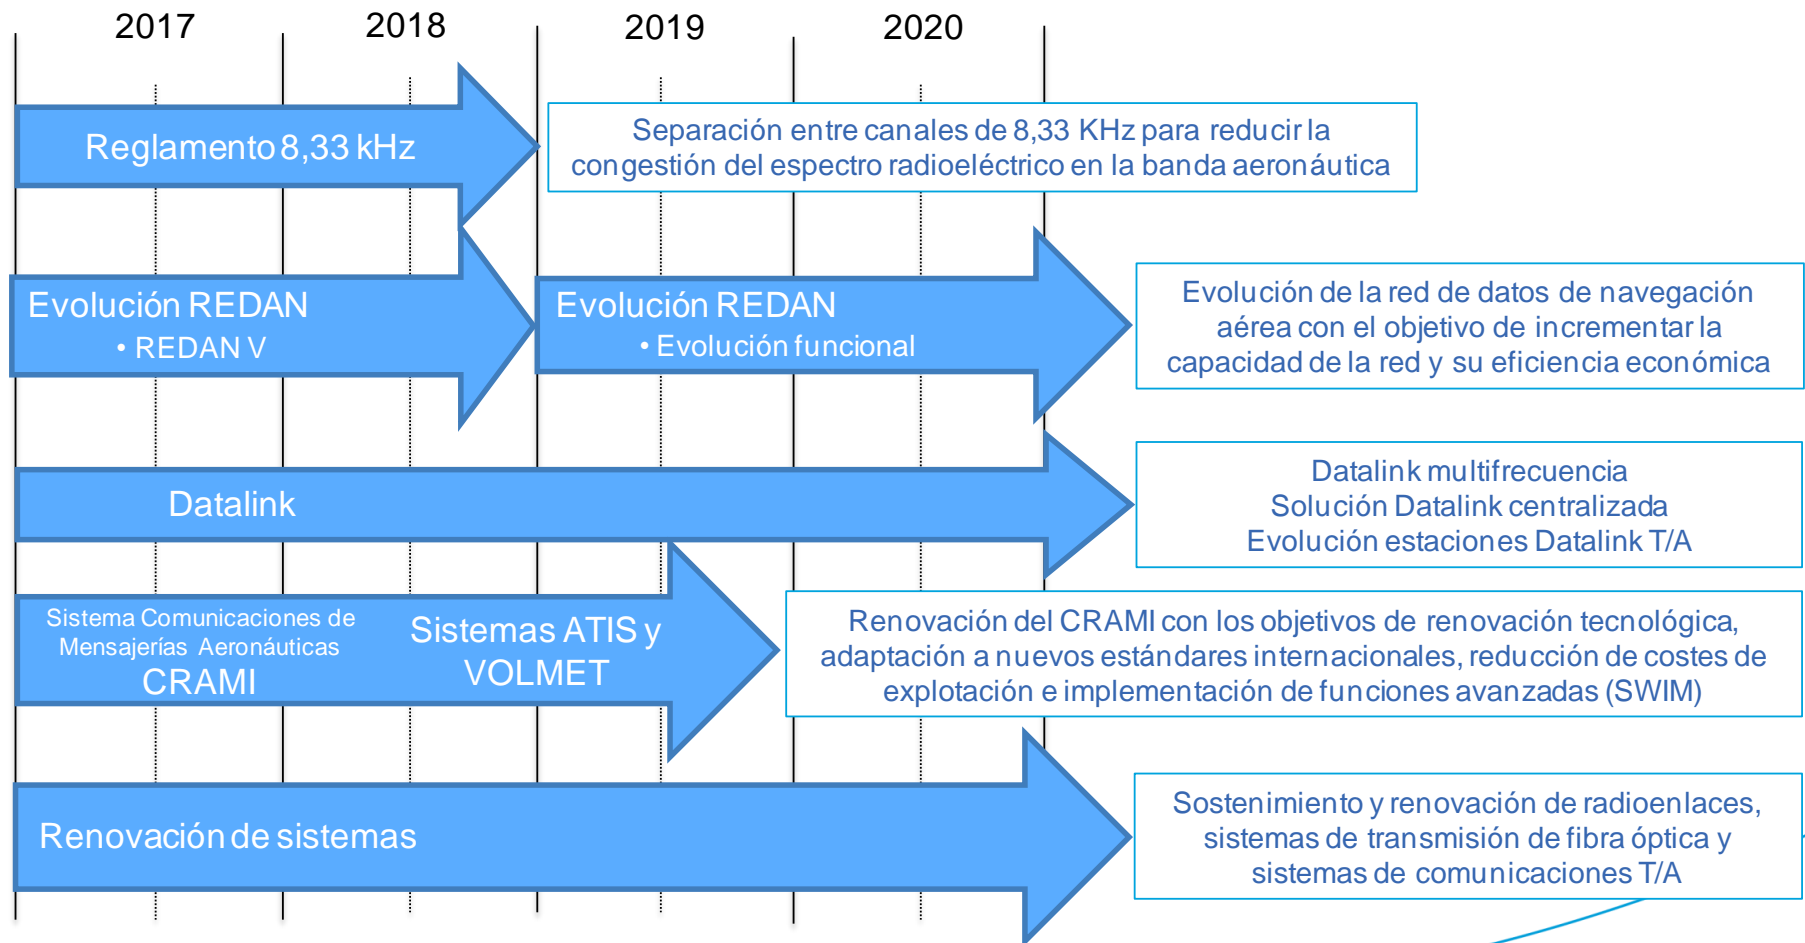 2017
2018
2019
2020
Reglamento 8,33 kHz
Separación entre canales de 8,33 KHz para reducir la
congestión del espectro radioeléctrico en la banda aeronáutica
Evolución REDAN
• REDAN V
Evolución REDAN
• Evolución funcional
Evolución de la red de datos de navegación
aérea con el objetivo de incrementar la
capacidad de la red y su eficiencia económica
Datalink
Datalink multifrecuencia
Solución Datalink centralizada
Evolución estaciones Datalink T/A
Sistema Comunicaciones de
Mensajerías Aeronáuticas
CRAMI
Sistemas ATIS y
VOLMET
Renovación del CRAMI con los objetivos de renovación tecnológica,
adaptación a nuevos estándares internacionales, reducción de costes de
explotación e implementación de funciones avanzadas (SWIM)
Renovación de sistemas
Sostenimiento y renovación de radioenlaces,
sistemas de transmisión de fibra óptica y
sistemas de comunicaciones T/A